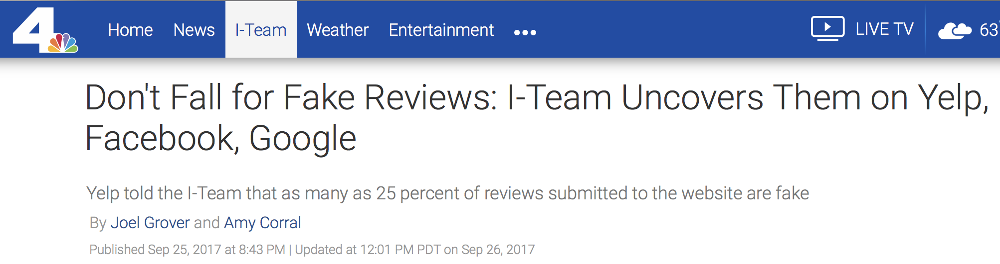 4 Home News I-Team Weather Entertainment ••• LIVE TV 63°
Don't Fall for Fake Reviews: I-Team Uncovers Them on Yelp,
Facebook, Google
Yelp told the I-Team that as many as 25 percent of reviews submitted to the website are fake
By Joel Grover and Amy Corral
Published Sep 25, 2017 at 8:43 PM | Updated at 12:01 PM PDT on Sep 26, 2017